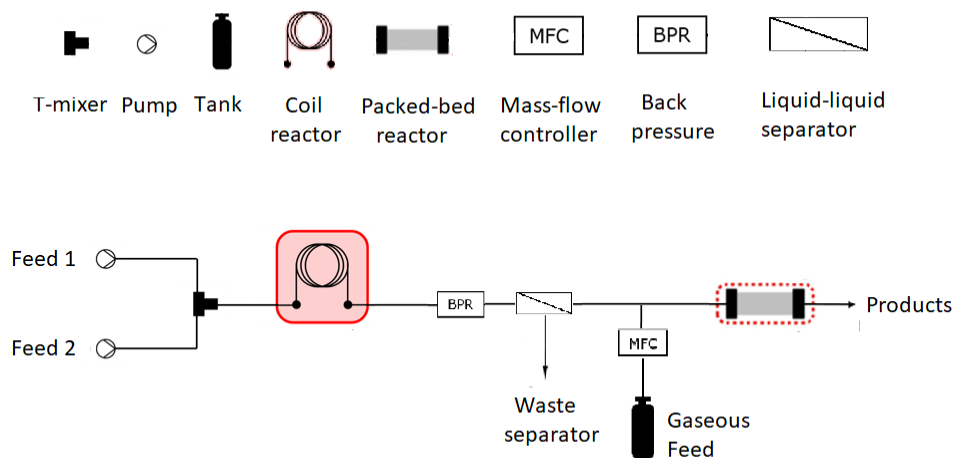 MFC
BPR
T-mixer Pump Tank Coil reactor Packed-bed reactor Mass-flow controller Back pressure Liquid-liquid separator
Feed 1
Products
BPR
Feed 2
MFC
Waste separator
Gaseous Feed